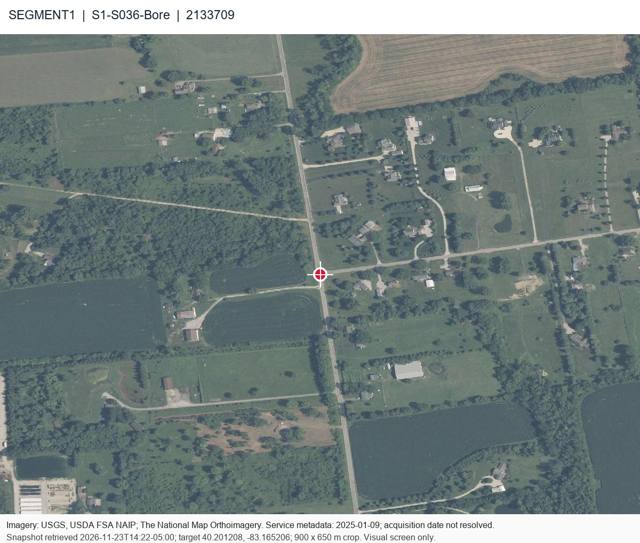 SEGMENT1 | S1-S036-Bore | 2133709
Imagery: USGS, USDA FSA NAIP; The National Map Orthoimagery. Service metadata: 2025-01-09; acquisition date not resolved.
Snapshot retrieved 2026-11-23T14:22-05:00; target 40.201208, -83.165206; 900 x 650 m crop. Visual screen only.